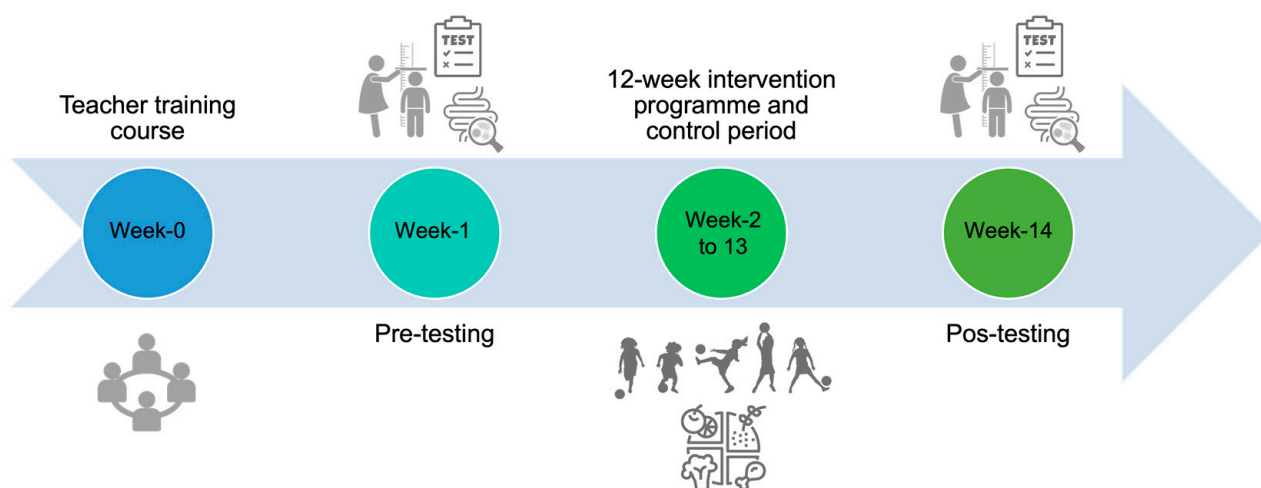 TEST
TEST
Teacher training
course
12-week intervention
programme and
control period
Week-0
Week-1
Week-2
to 13
Week-14
Pre-testing
Pos-testing